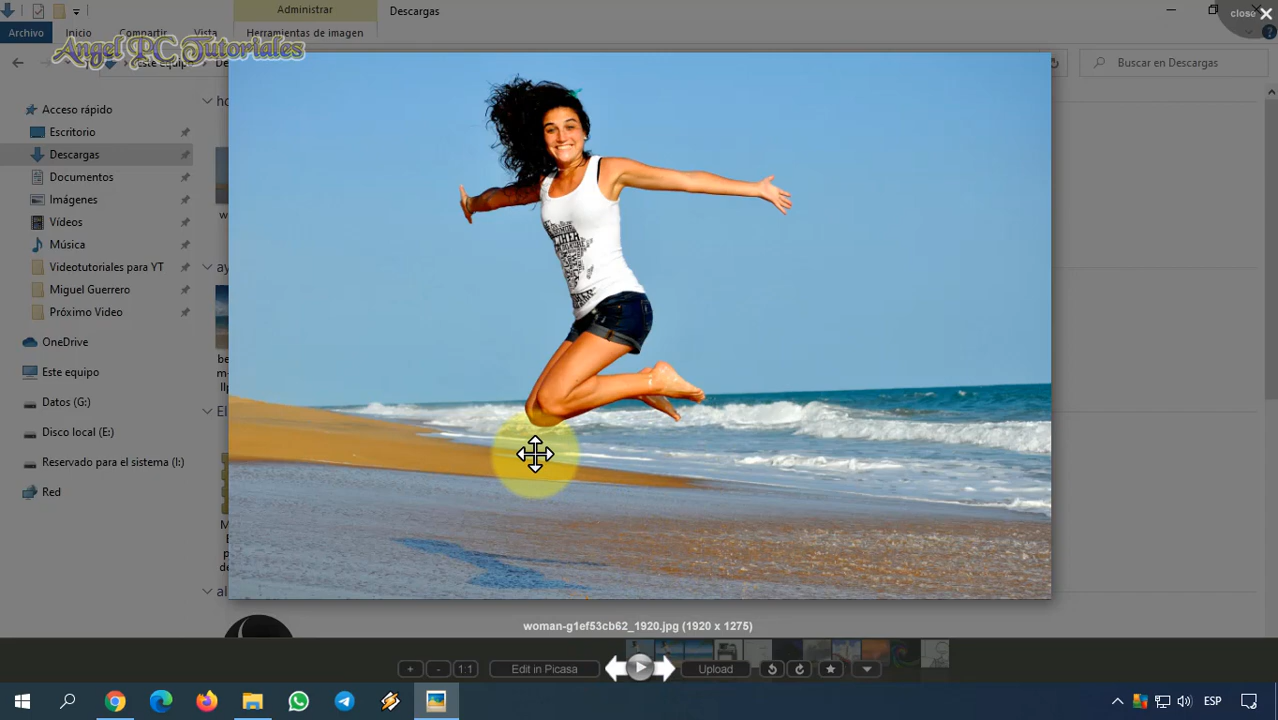 Administrar
Descargas
close
Archivo
Inicio
Compartir
Vista
Herramientas de imagen
Angel PC Tutoriales
Este equipo
Buscar en Descargas
Acceso rápido
Escritorio
Descargas
Documentos
Imágenes
Vídeos
Música
Videotutoriales para YT
Miguel Guerrero
Próximo Video
OneDrive
Este equipo
Datos (G:)
Disco local (E:)
Reservado para el sistema (I:)
Red
woman-g1ef53cb62_1920.jpg (1920 x 1275)
+
-
1:1
Edit in Picasa
Upload
ESP